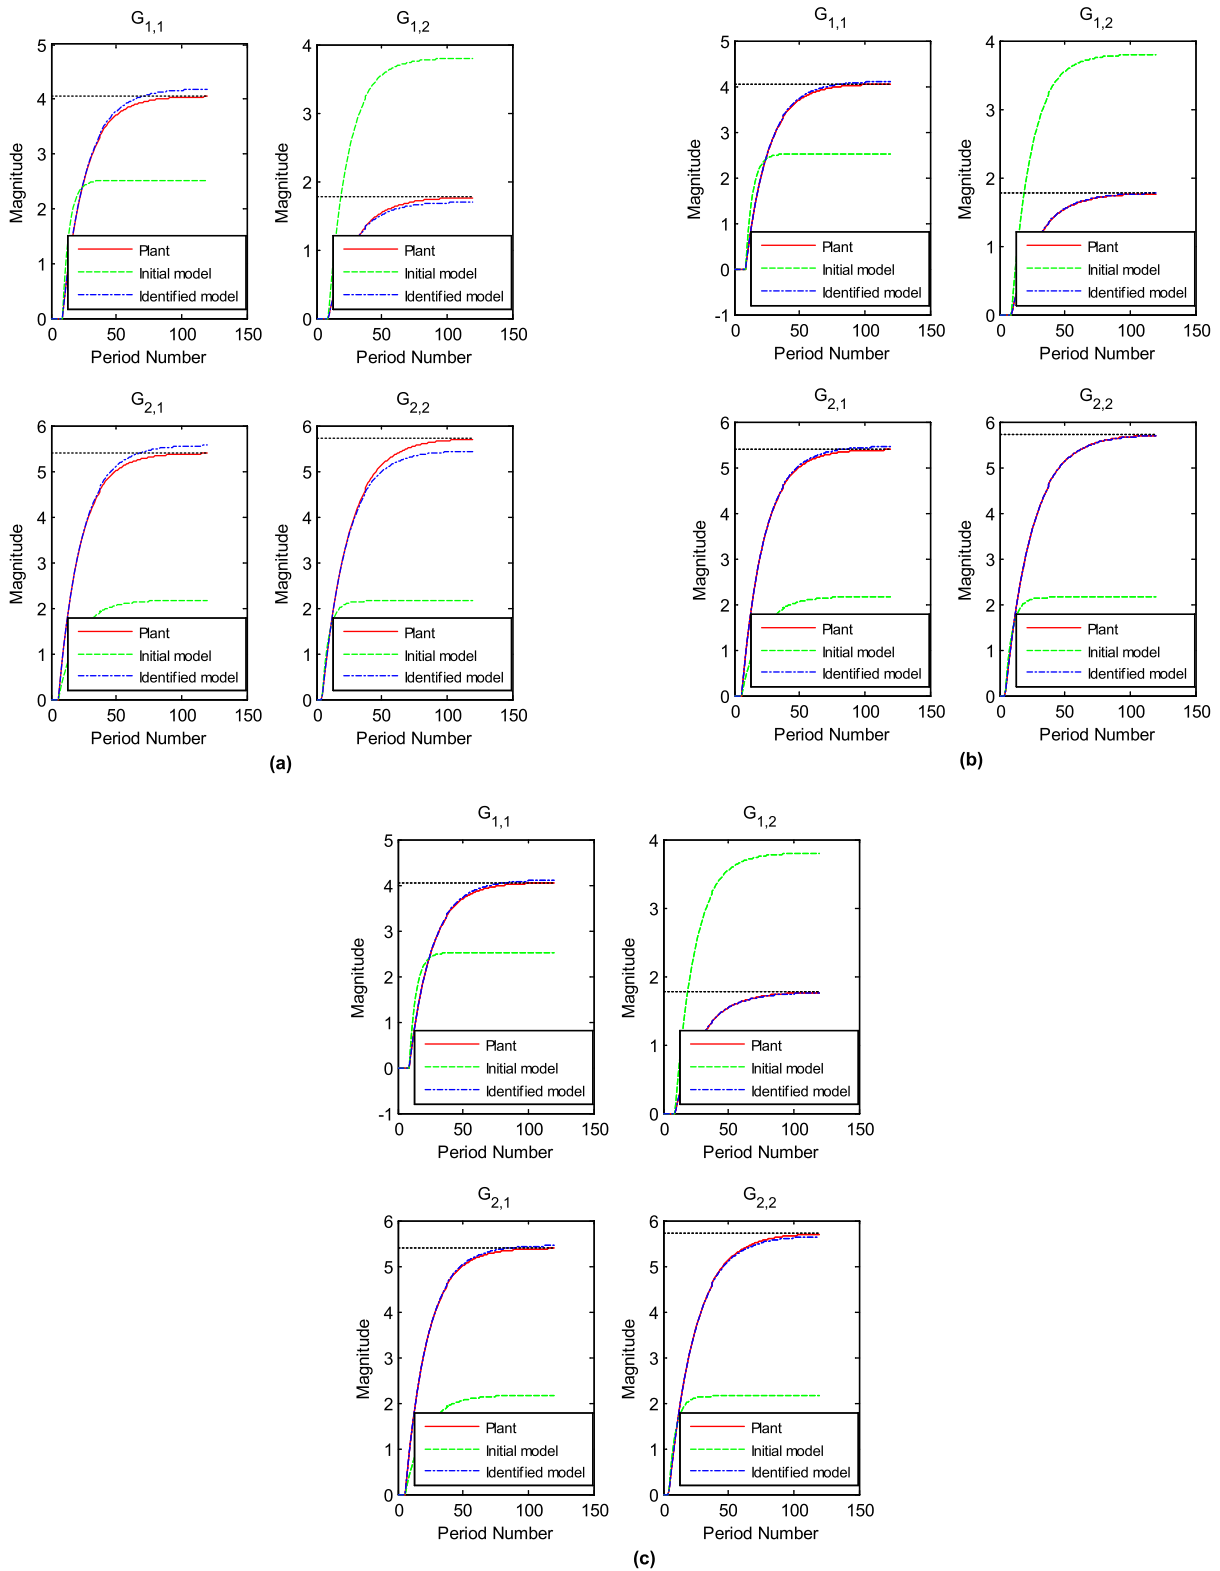 G1,1
5
4
3
2
1
0
Magnitude
0 50 100 150
Period Number
Plant
Initial model
Identified model
G1,2
4
3
2
1
0
0 50 100 150
Period Number
Plant
Initial model
Identified model
G2,1
6
5
4
3
2
1
0
Magnitude
0 50 100 150
Period Number
Plant
Initial model
Identified model
G2,2
6
5
4
3
2
1
0
0 50 100 150
Period Number
Plant
Initial model
Identified model
(a)
G1,1
5
4
3
2
1
0
-1
Magnitude
0 50 100 150
Period Number
Plant
Initial model
Identified model
G1,2
4
3
2
1
0
Magnitude
0 50 100 150
Period Number
Plant
Initial model
Identified model
G2,1
6
5
4
3
2
1
0
Magnitude
0 50 100 150
Period Number
Plant
Initial model
Identified model
G2,2
6
5
4
3
2
1
0
Magnitude
0 50 100 150
Period Number
Plant
Initial model
Identified model
(b)
G1,1
5
4
3
2
1
0
-1
Magnitude
0 50 100 150
Period Number
Plant
Initial model
Identified model
G1,2
4
3
2
1
0
Magnitude
0 50 100 150
Period Number
Plant
Initial model
Identified model
G2,1
6
5
4
3
2
1
0
Magnitude
0 50 100 150
Period Number
Plant
Initial model
Identified model
G2,2
6
5
4
3
2
1
0
Magnitude
0 50 100 150
Period Number
Plant
Initial model
Identified model
(c)